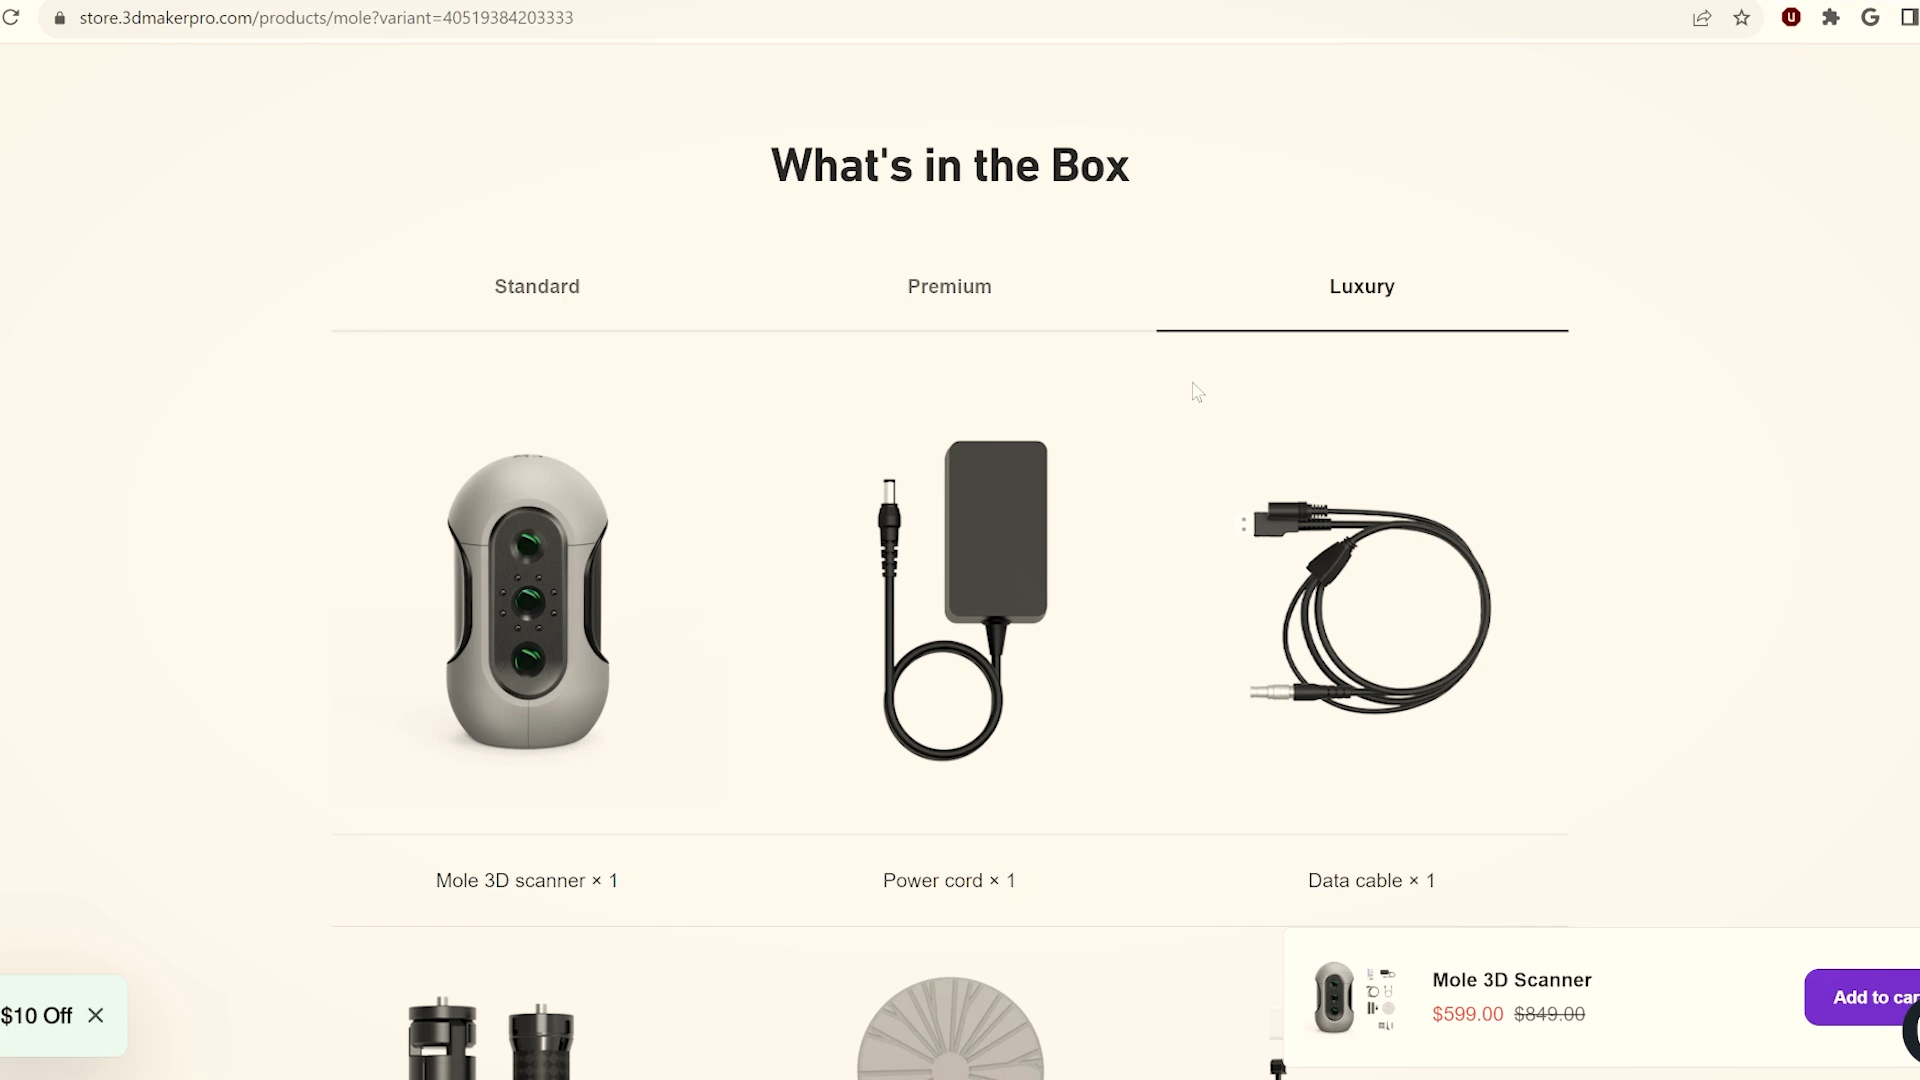 store.3dmakerpro.com/products/mole?variant=40519384203333
What's in the Box
Standard
Premium
Luxury
Mole 3D scanner × 1
Power cord × 1
Data cable × 1
$10 Off
Mole 3D Scanner
$599.00 $849.00
Add to car